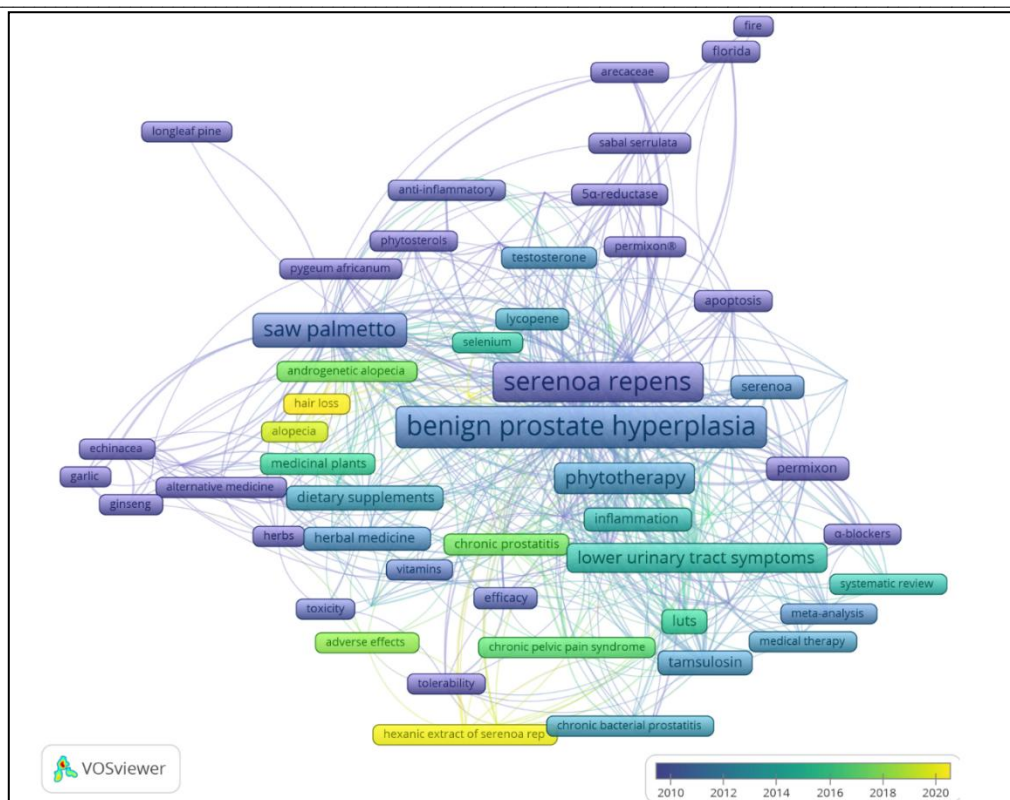 fire
florida
arecaceae
longleaf pine
sabal serrulata
anti-inflammatory
5α-reductase
phytosterols
permixon®
testosterone
pygeum africanum
apoptosis
saw palmetto
lycopene
selenium
androgenetic alopecia
serenoa repens
serenoa
hair loss
benign prostate hyperplasia
alopecia
echinacea
medicinal plants
permixon
garlic
alternative medicine
phytotherapy
ginseng
dietary supplements
inflammation
herbs
herbal medicine
chronic prostatitis
α-blockers
lower urinary tract symptoms
vitamins
systematic review
efficacy
toxicity
meta-analysis
luts
adverse effects
chronic pelvic pain syndrome
medical therapy
tamsulosin
tolerability
hexanic extract of serenoa rep
chronic bacterial prostatitis
VOSviewer
2010 2012 2014 2016 2018 2020